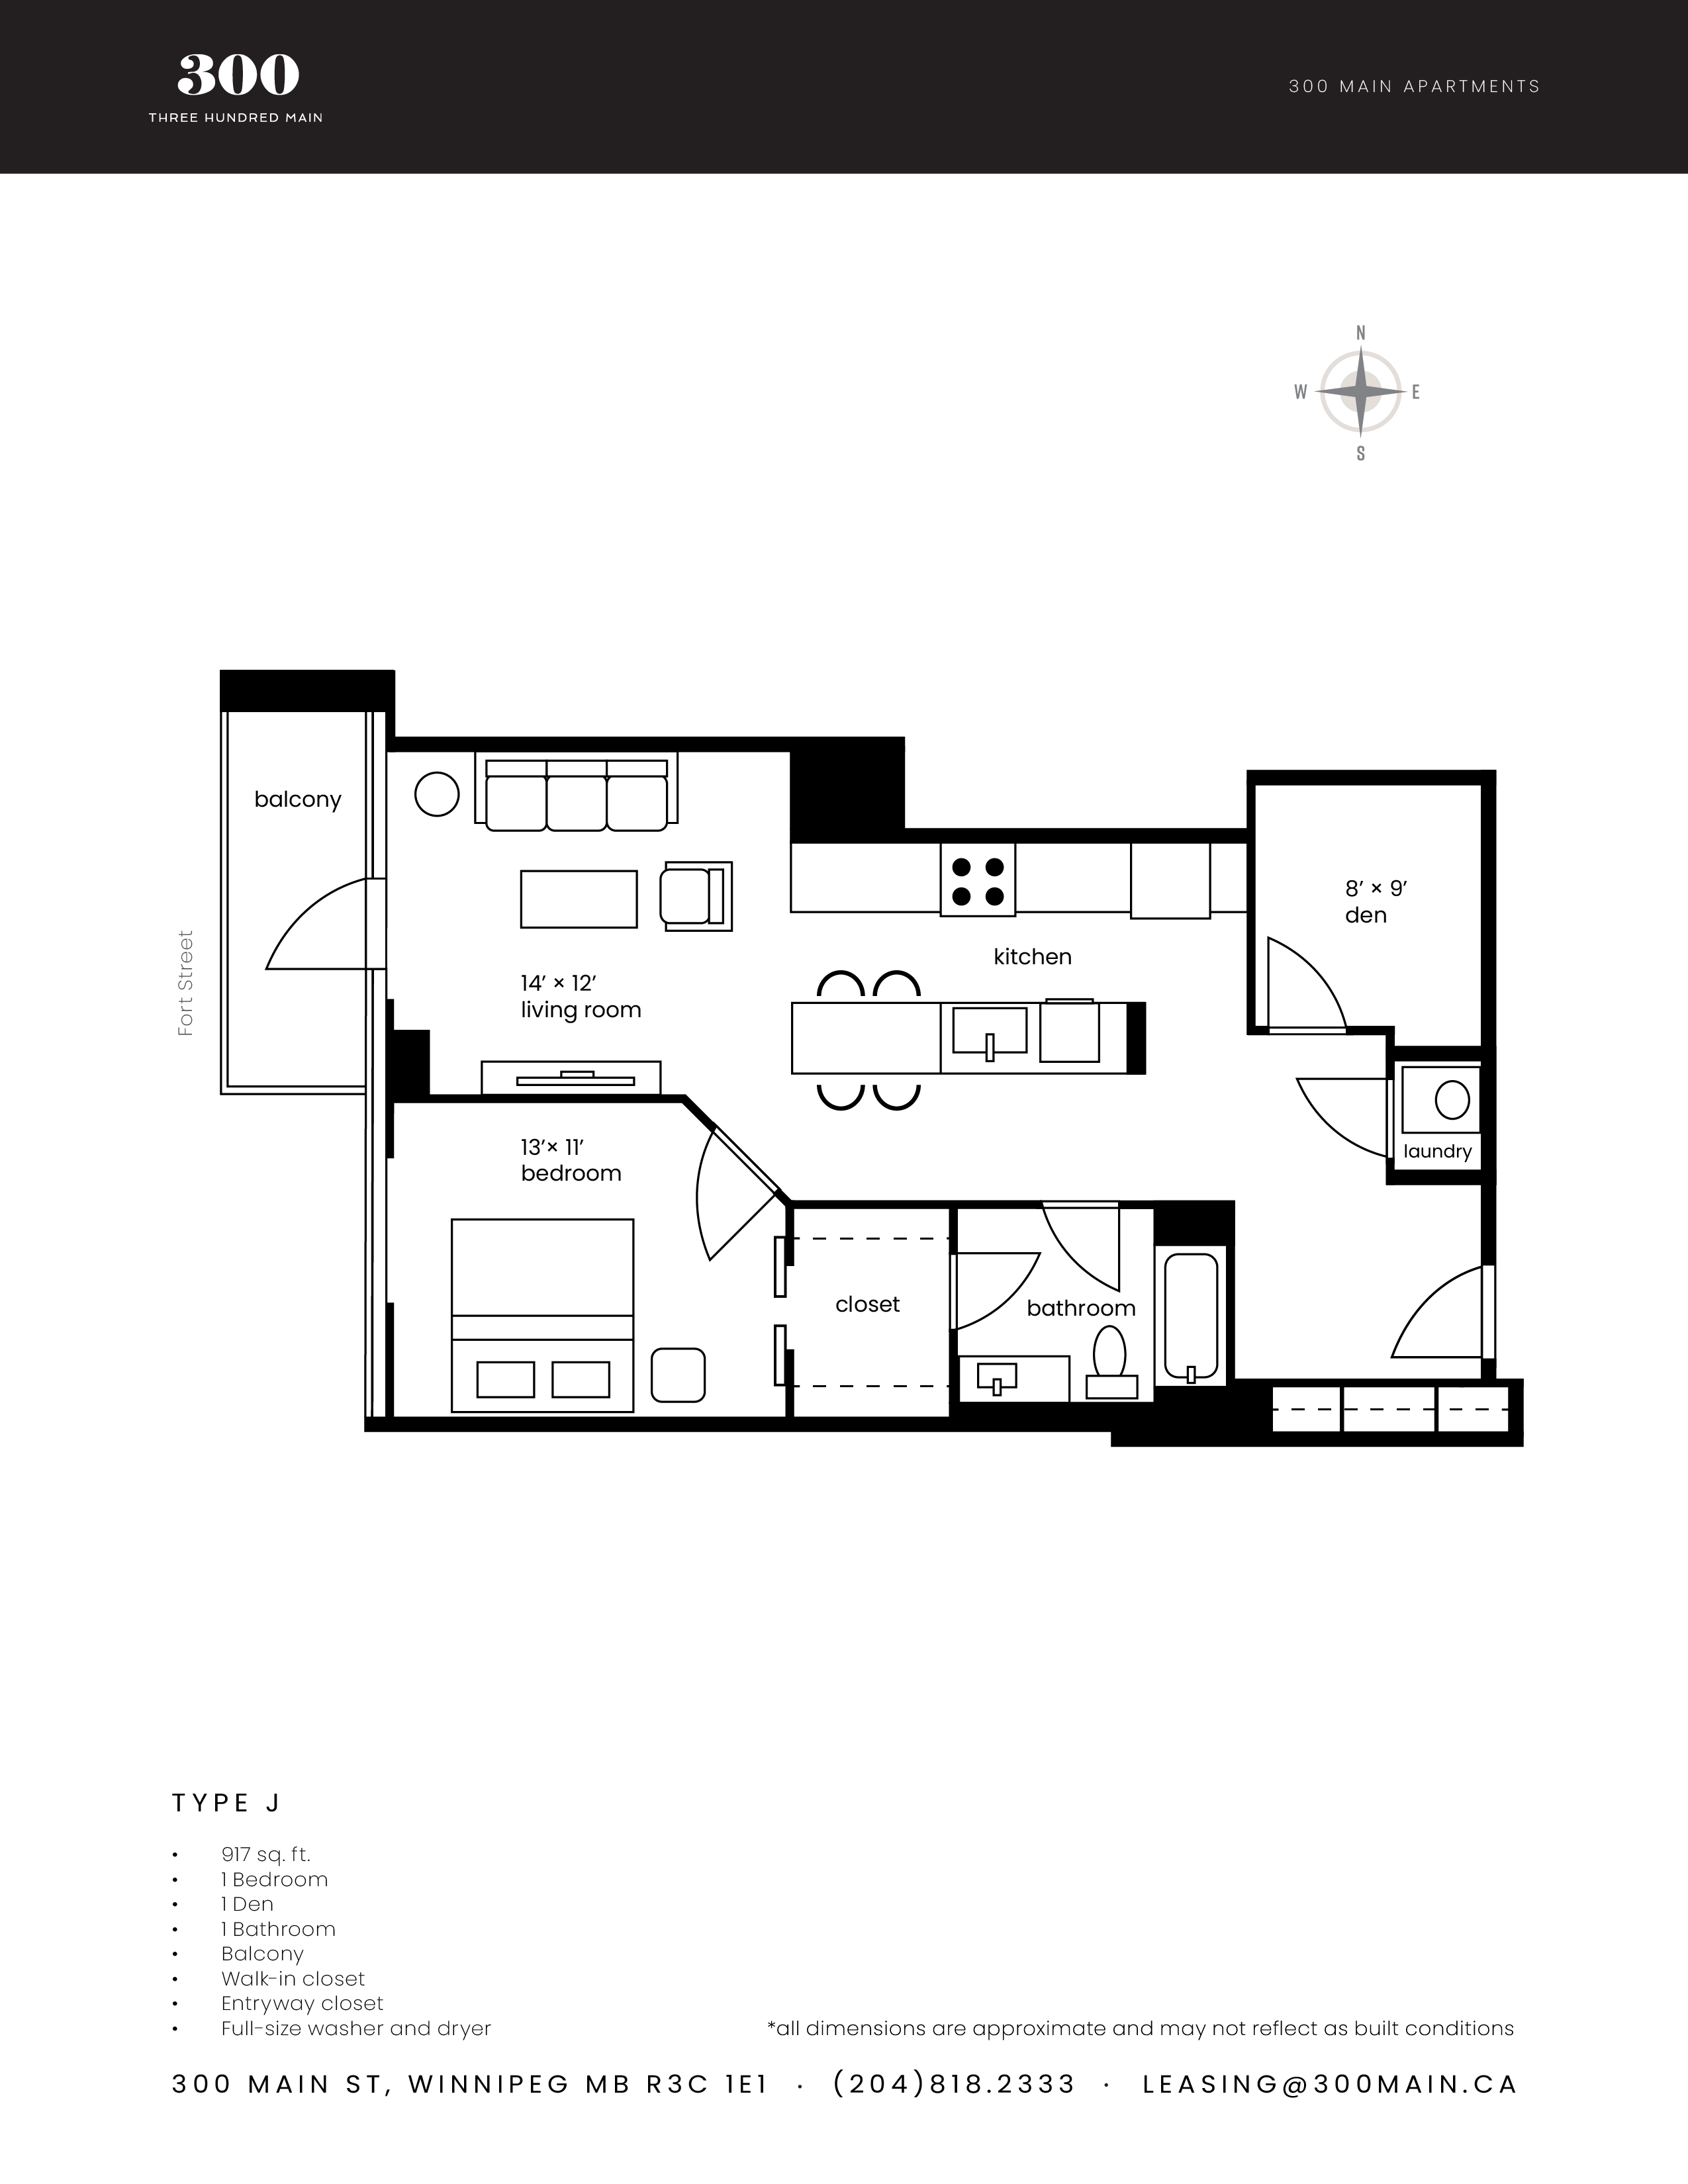 300
THREE HUNDRED MAIN
300 MAIN APARTMENTS
N
W
E
S
balcony
Fort Street
14’ × 12’
living room
kitchen
8’ × 9’
den
laundry
13’× 11’
bedroom
closet
bathroom
TYPE J
• 917 sq. ft.
• 1 Bedroom
• 1 Den
• 1 Bathroom
• Balcony
• Walk-in closet
• Entryway closet
• Full-size washer and dryer
*all dimensions are approximate and may not reflect as built conditions
300 MAIN ST, WINNIPEG MB R3C 1E1 · (204)818.2333 · LEASING@300MAIN.CA